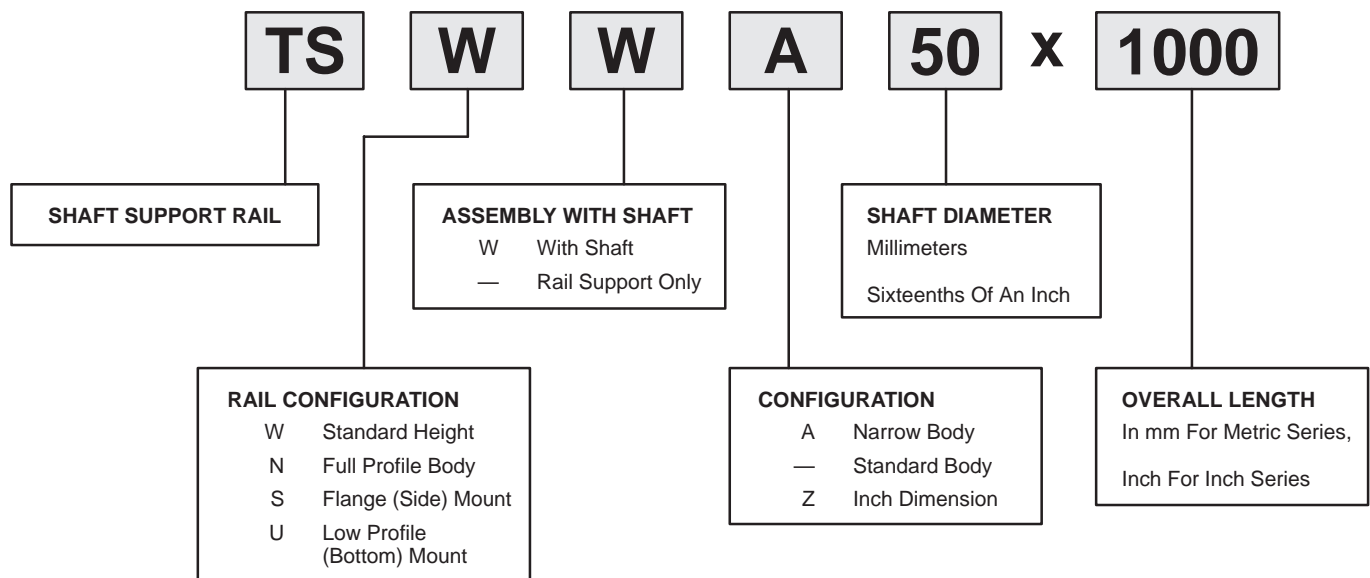 TS W W A 50 x 1000
SHAFT SUPPORT RAIL
ASSEMBLY WITH SHAFT
W With Shaft
— Rail Support Only
SHAFT DIAMETER
Millimeters
Sixteenths Of An Inch
RAIL CONFIGURATION
W Standard Height
N Full Profile Body
S Flange (Side) Mount
U Low Profile
(Bottom) Mount
CONFIGURATION
A Narrow Body
— Standard Body
Z Inch Dimension
OVERALL LENGTH
In mm For Metric Series,
Inch For Inch Series